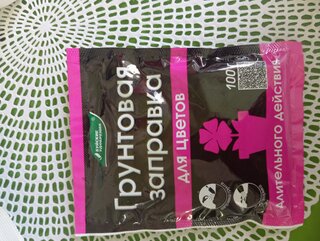 Грунтовая
заправка
для цветов
длительного действия
100